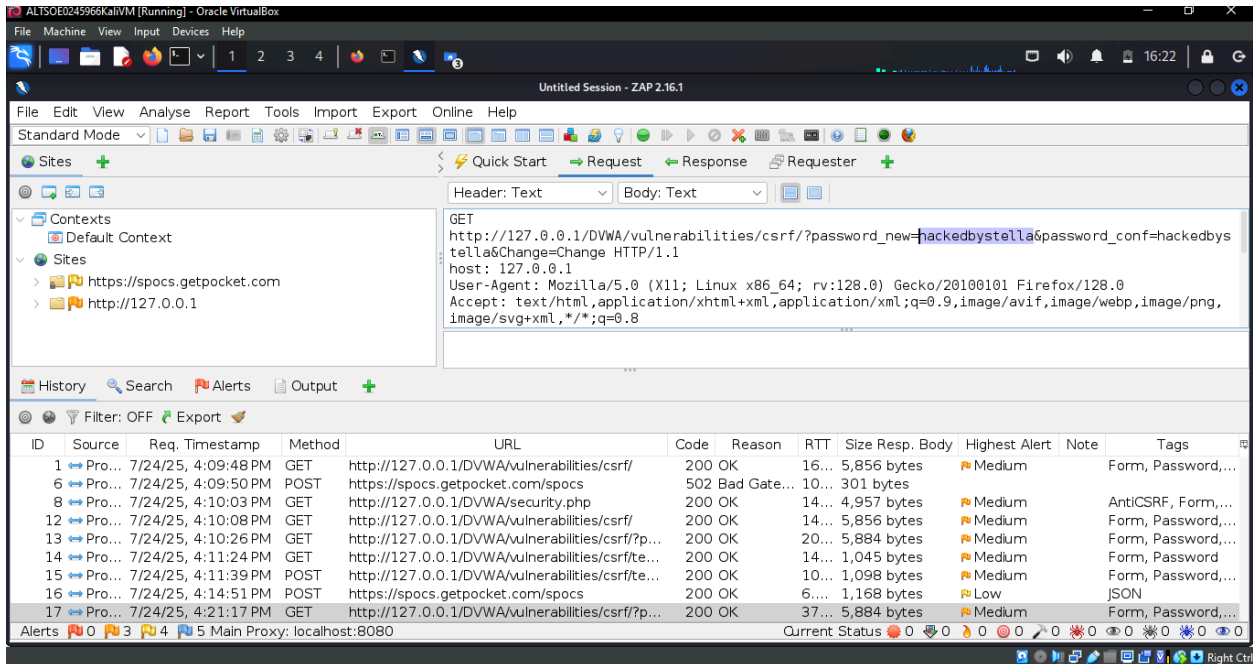 ALTSOE0245966KaliVM [Running] - Oracle VirtualBox
File Machine View Input Devices Help
1 2 3 4 16:22
Untitled Session - ZAP 2.16.1
File Edit View Analyse Report Tools Import Export Online Help
Standard Mode
Sites Quick Start Request Response Requester
Header: Text Body: Text
Contexts
Default Context
Sites
https://spocs.getpocket.com
http://127.0.0.1
GET
http://127.0.0.1/DVWA/vulnerabilities/csrf/?password_new=hackedbystella&password_conf=hackedbys
tella&Change=Change HTTP/1.1
host: 127.0.0.1
User-Agent: Mozilla/5.0 (X11; Linux x86_64; rv:128.0) Gecko/20100101 Firefox/128.0
Accept: text/html,application/xhtml+xml,application/xml;q=0.9,image/avif,image/webp,image/png,
image/svg+xml,*/*;q=0.8
History Search Alerts Output
Filter: OFF Export
ID Source Req. Timestamp Method URL Code Reason RTT Size Resp. Body Highest Alert Note Tags
1 Pro... 7/24/25, 4:09:48 PM GET http://127.0.0.1/DVWA/vulnerabilities/csrf/ 200 OK 16... 5,856 bytes Medium Form, Password,...
6 Pro... 7/24/25, 4:09:50 PM POST https://spocs.getpocket.com/spocs 502 Bad Gate... 10... 301 bytes
8 Pro... 7/24/25, 4:10:03 PM GET http://127.0.0.1/DVWA/security.php 200 OK 14... 4,957 bytes Medium AntiCSRF, Form,...
12 Pro... 7/24/25, 4:10:08 PM GET http://127.0.0.1/DVWA/vulnerabilities/csrf/ 200 OK 14... 5,856 bytes Medium Form, Password,...
13 Pro... 7/24/25, 4:10:26 PM GET http://127.0.0.1/DVWA/vulnerabilities/csrf/?p... 200 OK 20... 5,884 bytes Medium Form, Password,...
14 Pro... 7/24/25, 4:11:24 PM GET http://127.0.0.1/DVWA/vulnerabilities/csrf/te... 200 OK 14... 1,045 bytes Medium Form, Password
15 Pro... 7/24/25, 4:11:39 PM POST http://127.0.0.1/DVWA/vulnerabilities/csrf/te... 200 OK 10... 1,098 bytes Medium Form, Password,...
16 Pro... 7/24/25, 4:14:51 PM POST https://spocs.getpocket.com/spocs 200 OK 6.... 1,168 bytes Low JSON
17 Pro... 7/24/25, 4:21:17 PM GET http://127.0.0.1/DVWA/vulnerabilities/csrf/?p... 200 OK 37... 5,884 bytes Medium Form, Password,...
Alerts 0 3 4 5 Main Proxy: localhost:8080 Current Status 0 0 0 0 0 0 0 0 0 0
Right Ctrl